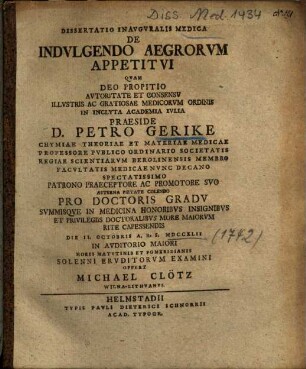 Diss. Med. 1434
DISSERTATIO INAVGVRALIS MEDICA
DE
INDVLGENDO AEGRORVM
APPETITVI
QVAM
DEO PROPITIO
AVTORITATE ET CONSENSV
ILLVSTRIS AC GRATIOSAE MEDICORVM ORDINIS
IN INCLVTA ACADEMIA IVLIA
PRAESIDE
D. PETRO GERIKE
CHYMIAE THEORIAE ET MATERIAE MEDICAE
PROFESSORE PVBLICO ORDINARIO SOCIETATIS
REGIAE SCIENTIARVM BEROLINENSIS MEMBRO
FACVLTATIS MEDICAE NVNC DECANO
SPECTATISSIMO
PATRONO PRAECEPTORE AC PROMOTORE SVO
AETERNA PIETATE COLENDO
PRO DOCTORIS GRADV
SVMMISQVE IN MEDICINA HONORIBVS INSIGNIBVS
ET PRIVILEGIIS DOCTORALIBVS MORE MAIORVM
RITE CAPESSENDIS
DIE II. OCTOBRIS A. R. S. MDCCXLII
IN AVDITORIO MAIORI
HORIS MATVTINIS ET POMERIDIANIS
SOLENNI ERVDITORVM EXAMINI
OFFERT
MICHAEL CLÖTZ
WILNA-LITHVANVS.
(1742)
HELMSTADII
TYPIS PAVLI DIETERICI SCHNORRII
ACAD. TYPOGR.